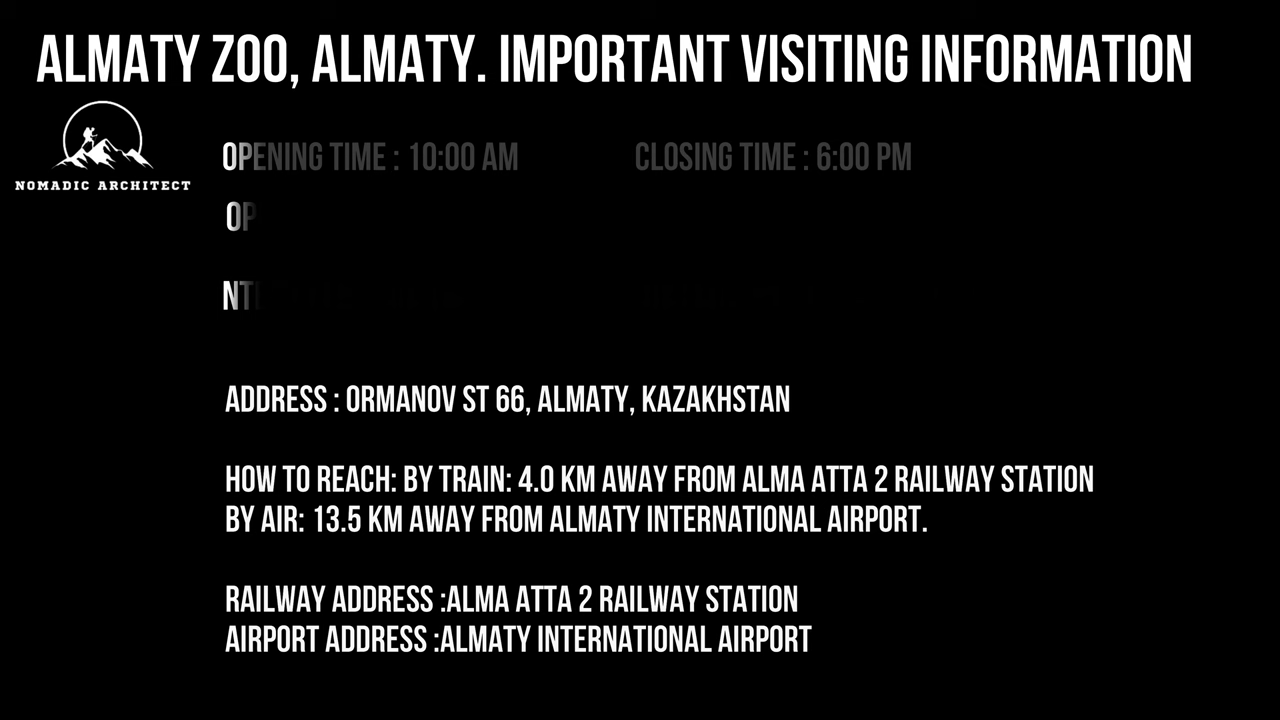 ALMATY ZOO, ALMATY. IMPORTANT VISITING INFORMATION
NOMADIC ARCHITECT
OPENING TIME : 10:00 AM CLOSING TIME : 6:00 PM
OP
NT
ADDRESS : ORMANOV ST 66, ALMATY, KAZAKHSTAN
HOW TO REACH: BY TRAIN: 4.0 KM AWAY FROM ALMA ATTA 2 RAILWAY STATION
BY AIR: 13.5 KM AWAY FROM ALMATY INTERNATIONAL AIRPORT.
RAILWAY ADDRESS :ALMA ATTA 2 RAILWAY STATION
AIRPORT ADDRESS :ALMATY INTERNATIONAL AIRPORT